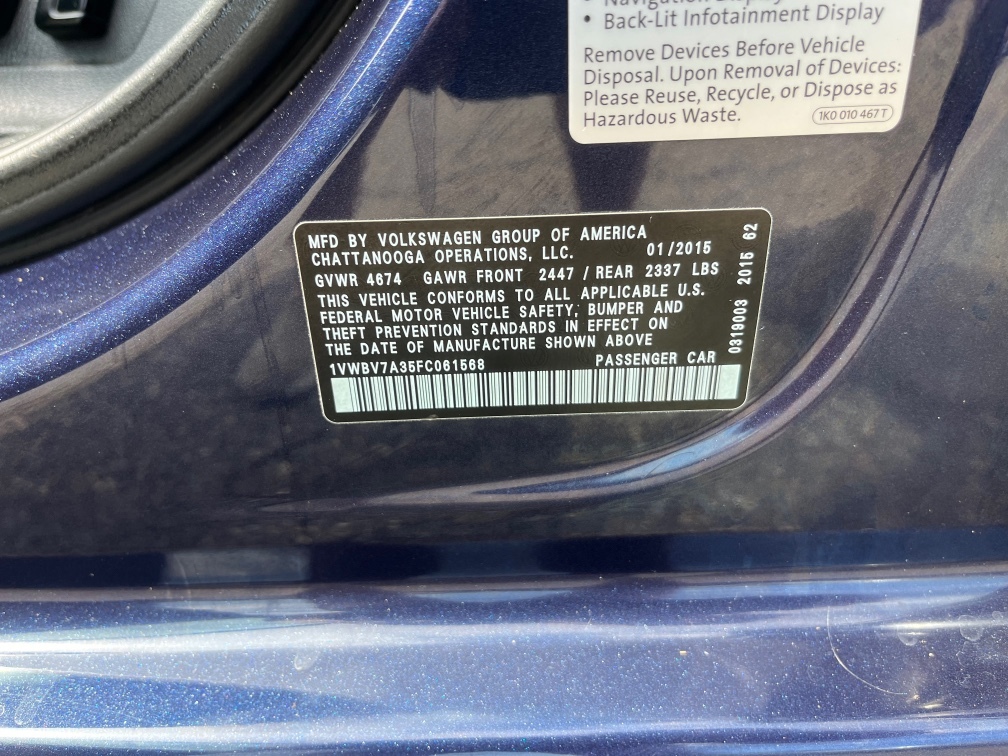 • Navigation Display
• Back-Lit Infotainment Display
Remove Devices Before Vehicle
Disposal. Upon Removal of Devices:
Please Reuse, Recycle, or Dispose as
Hazardous Waste.
1K0 010 467 T
MFD BY VOLKSWAGEN GROUP OF AMERICA
CHATTANOOGA OPERATIONS, LLC. 01/2015
GVWR 4674 GAWR FRONT 2447 / REAR 2337 LBS
THIS VEHICLE CONFORMS TO ALL APPLICABLE U.S.
FEDERAL MOTOR VEHICLE SAFETY, BUMPER AND
THEFT PREVENTION STANDARDS IN EFFECT ON
THE DATE OF MANUFACTURE SHOWN ABOVE
1VWBV7A35FC061568 PASSENGER CAR
0319003 2015 62